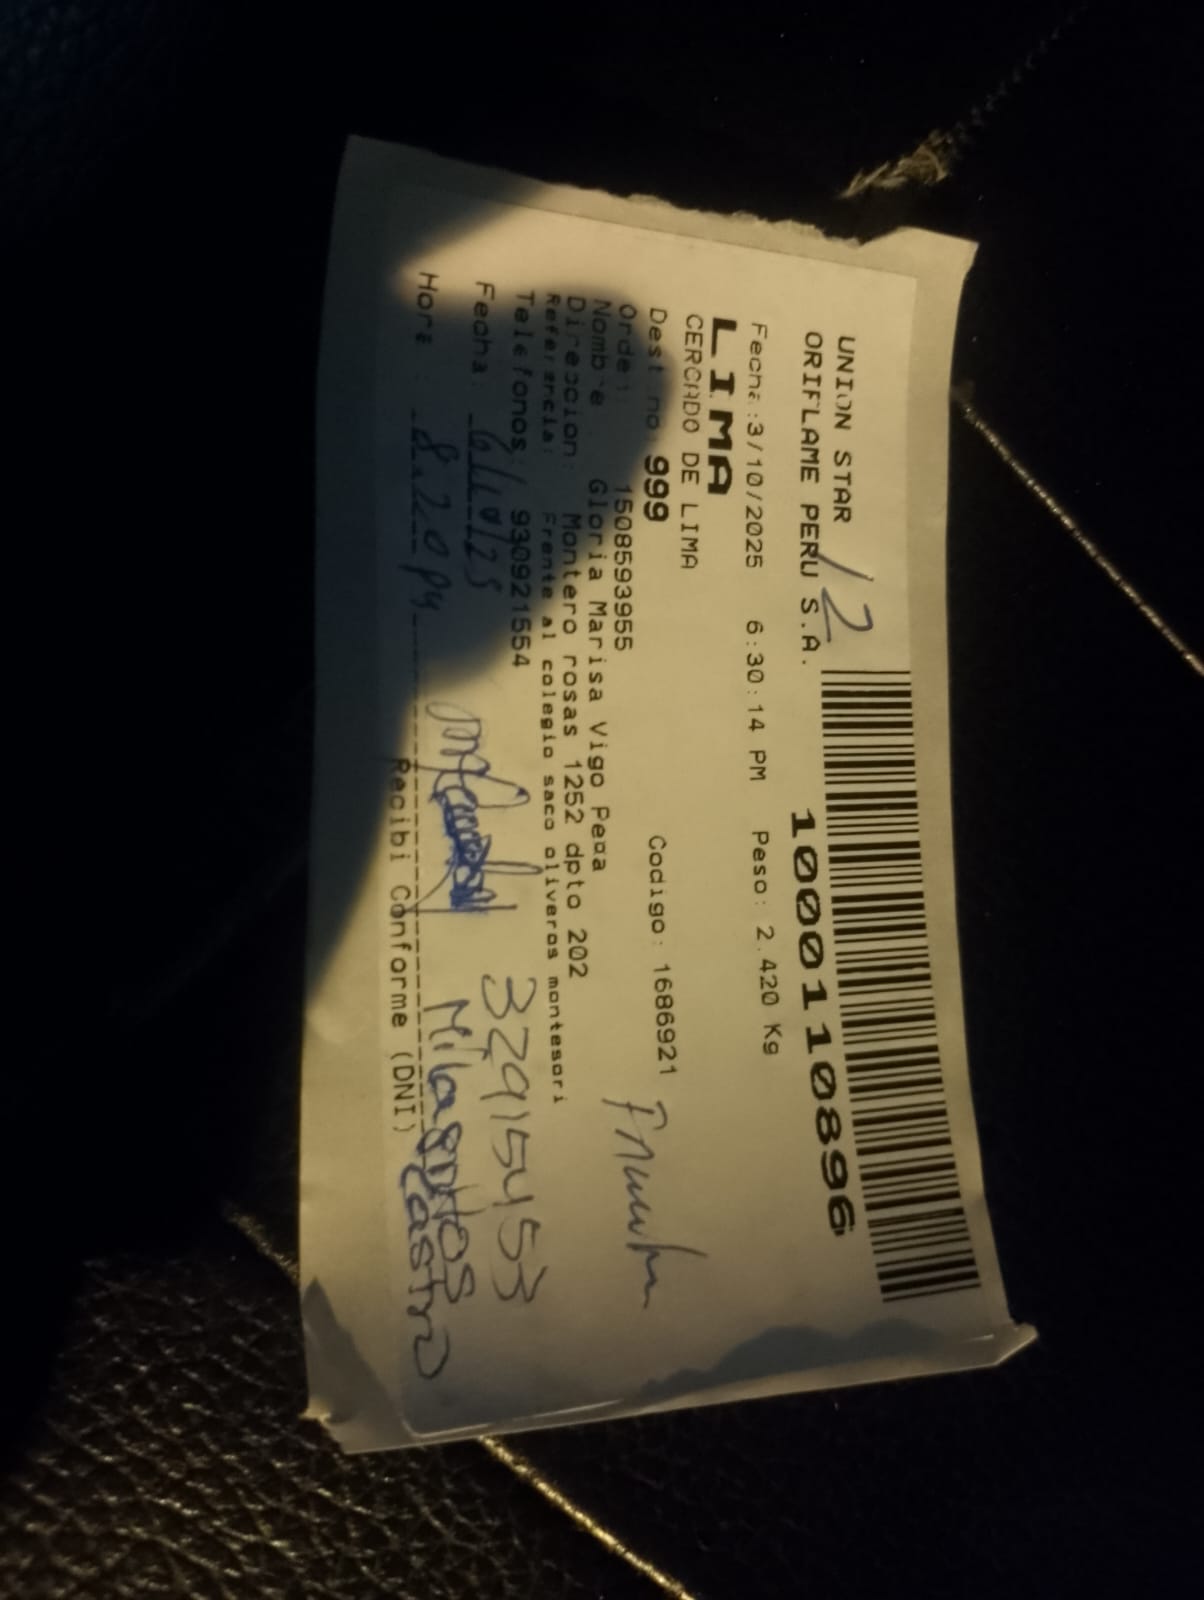 UNION STAR
ORIFLAME PERU S.A.
12
10001110896
Fecha:3/10/2025 6:30:14 PM Peso: 2.420 Kg
LIMA
CERCADO DE LIMA
Destino: 999 Codigo: 1686921
Orden: 1508593955
Nombre Gloria Marisa Vigo Pena
Direccion: Montero rosas 1252 dpto 202
Referencia: Frente al colegio saco oliveros montesori
Telefonos: 930921554
32915453
Fecha: 6/10/25
Milagritos
Castro
Hora: 8.20 PM
Recibi Conforme (DNI)